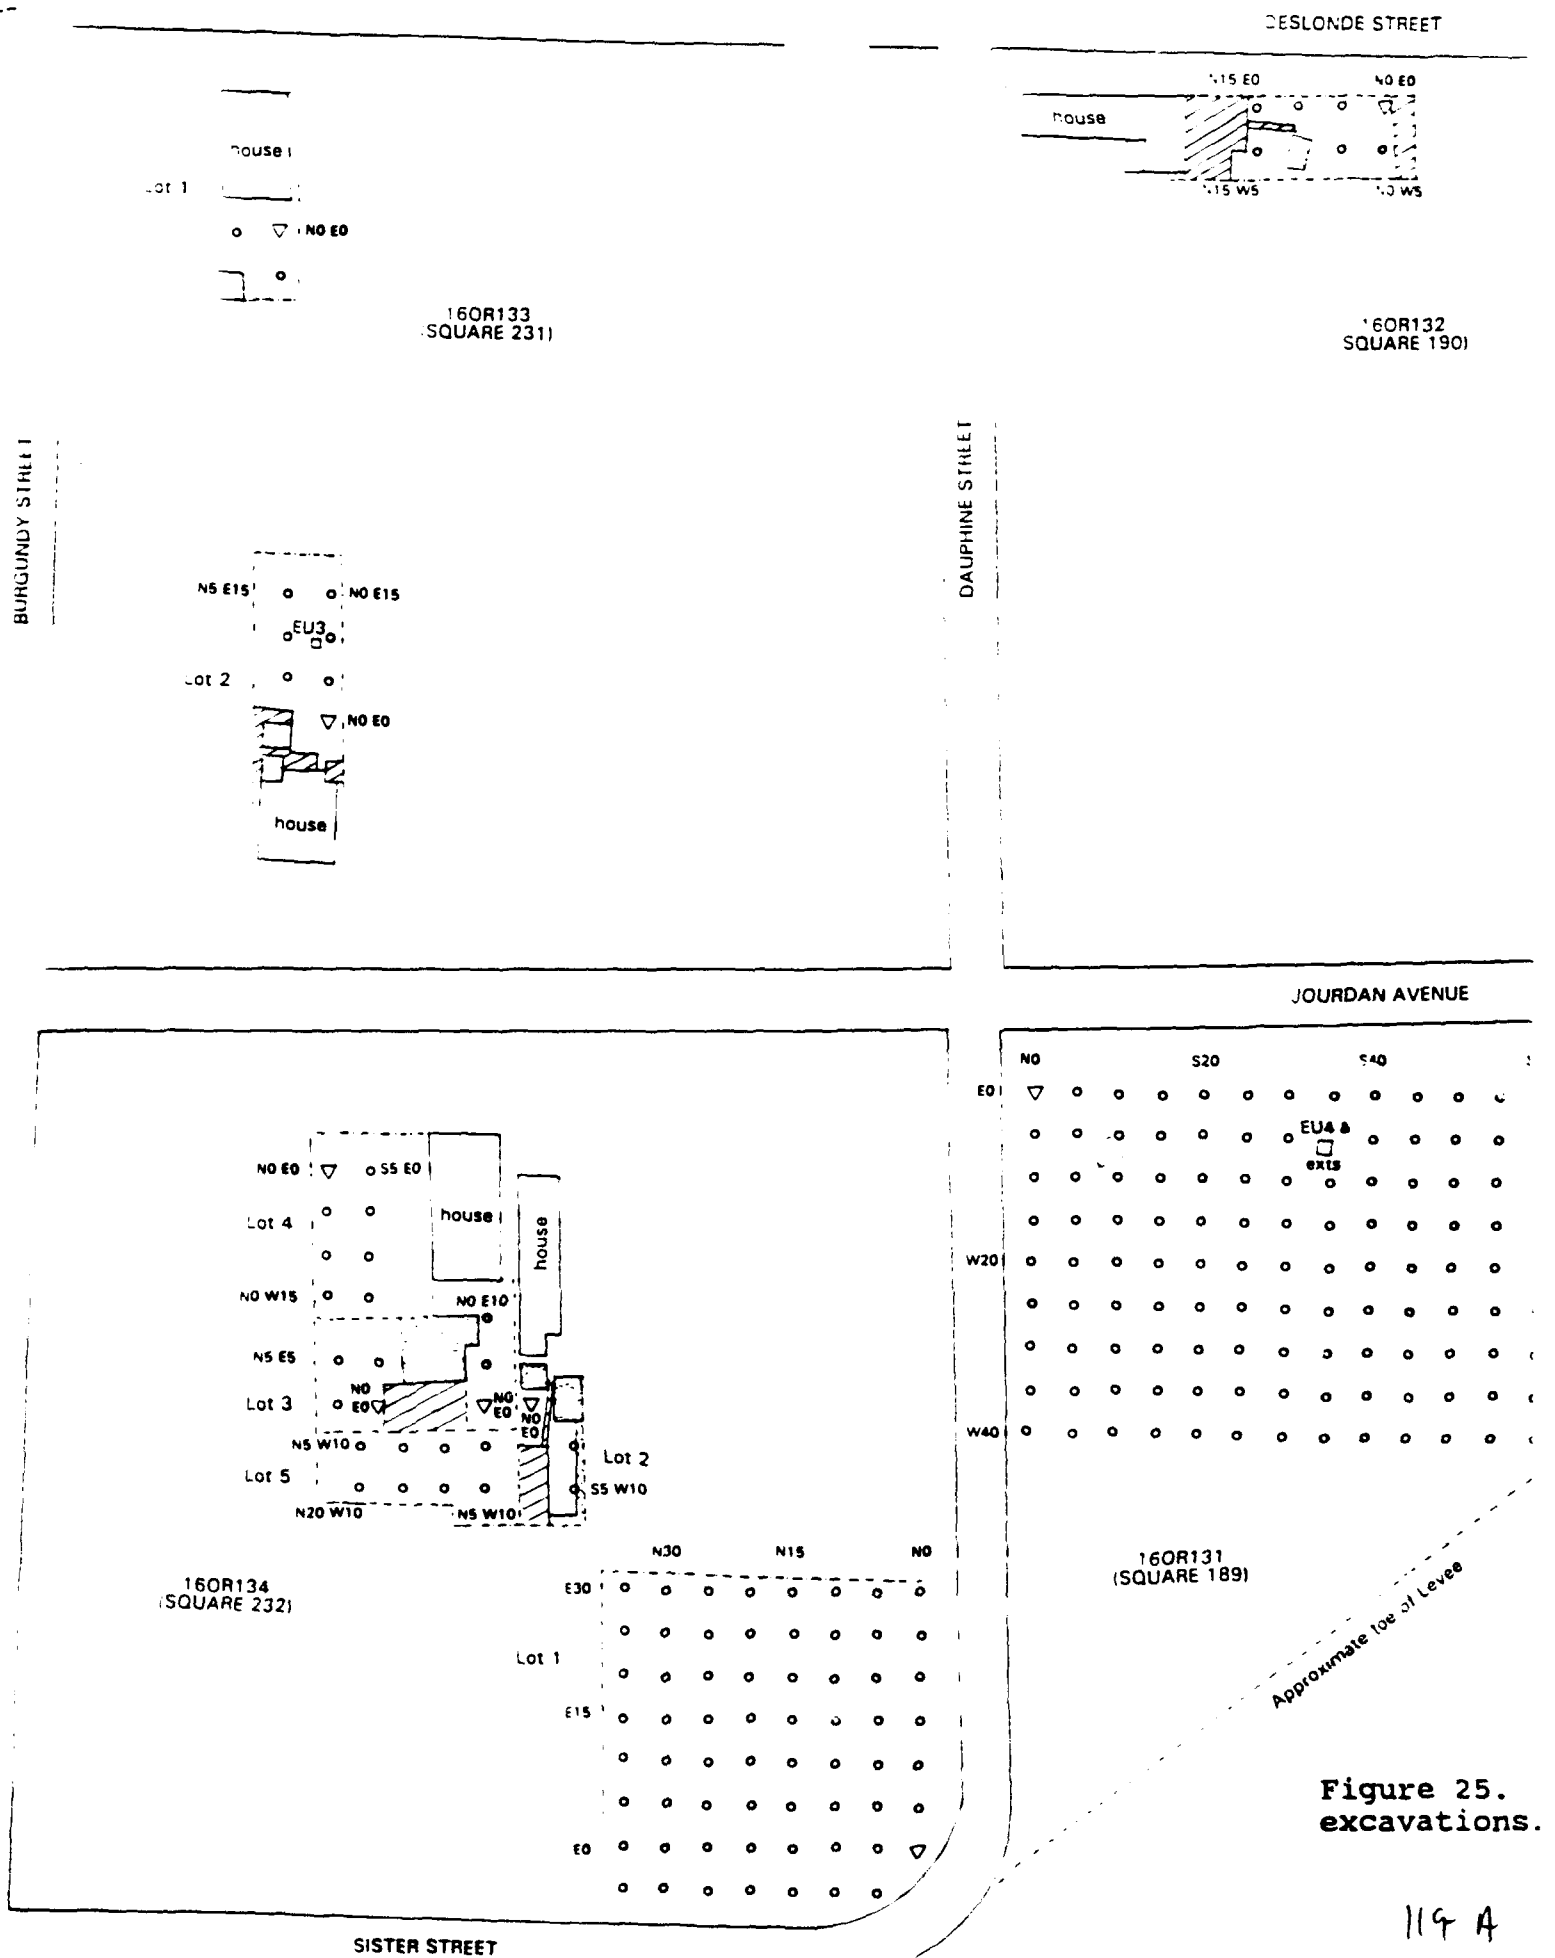 DESLONDE STREET
N15 E0
N0 E0
house
N15 W5
N0 W5
house
Lot 1
N0 E0
16OR133
(SQUARE 231)
16OR132
SQUARE 190)
BURGUNDY STREET
DAUPHINE STREET
N5 E15
N0 E15
EU3
Lot 2
N0 E0
house
JOURDAN AVENUE
N0
S20
S40
E0
EU4 &
exts
W20
W40
N0 E0
S5 E0
Lot 4
house
house
N0 W15
N0 E10
N5 E5
Lot 3
N0
E0
N0
E0
N0
E0
N5 W10
Lot 5
Lot 2
S5 W10
N20 W10
N5 W10
16OR134
(SQUARE 232)
N30
N15
N0
E30
Lot 1
E15
E0
16OR131
(SQUARE 189)
Approximate toe of Levee
Figure 25.
excavations.
119 A
SISTER STREET